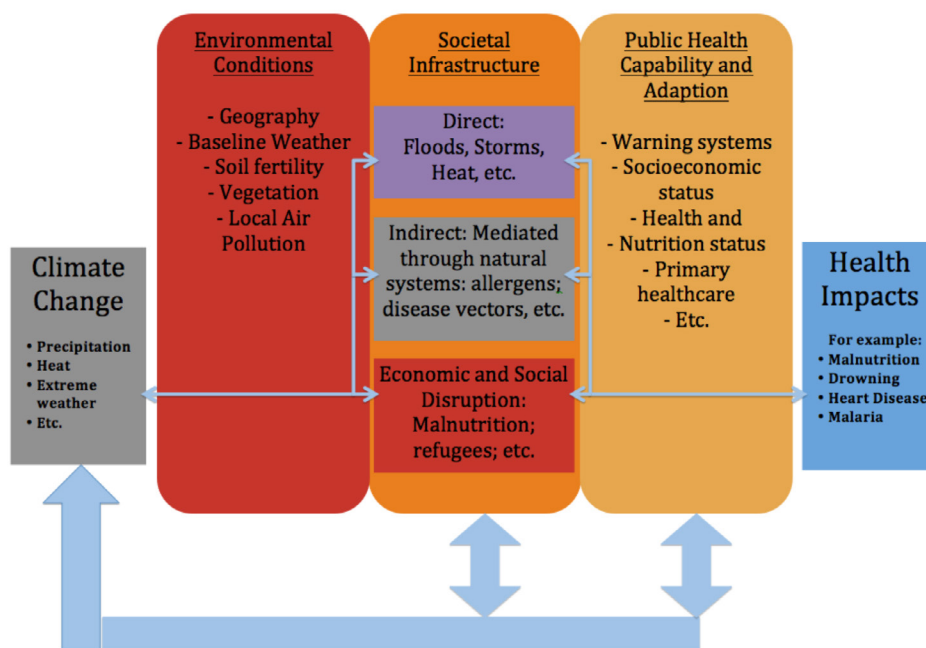 Environmental
Conditions
- Geography
- Baseline Weather
- Soil fertility
- Vegetation
- Local Air
Pollution
Societal
Infrastructure
Direct:
Floods, Storms,
Heat, etc.
Indirect: Mediated
through natural
systems: allergens;
disease vectors, etc.
Economic and Social
Disruption:
Malnutrition;
refugees; etc.
Public Health
Capability and
Adaption
- Warning systems
- Socioeconomic
status
- Health and
- Nutrition status
- Primary
healthcare
- Etc.
Climate
Change
• Precipitation
• Heat
• Extreme
weather
• Etc.
Health
Impacts
For example:
• Malnutrition
• Drowning
• Heart Disease
• Malaria